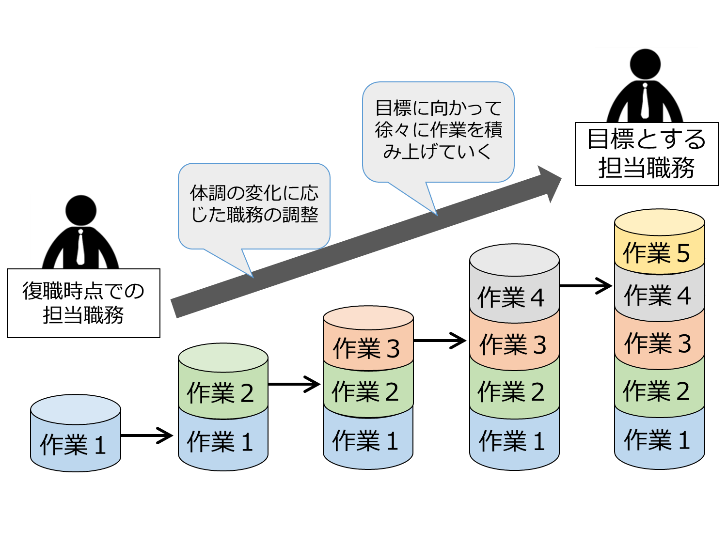 目標に向かって
徐々に作業を積
み上げていく
目標とする
担当職務
体調の変化に応
じた職務の調整
復職時点での
担当職務
作業１
作業２
作業１
作業３
作業２
作業１
作業４
作業３
作業２
作業１
作業５
作業４
作業３
作業２
作業１